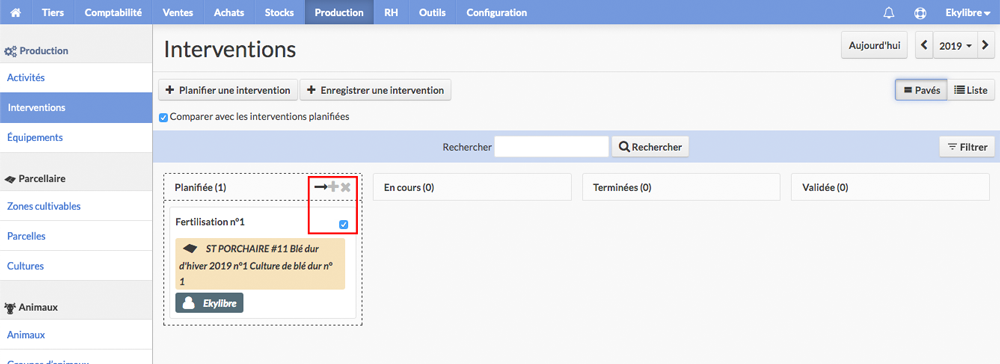 Tiers Comptabilité Ventes Achats Stocks Production RH Outils Configuration Ekylibre
Production
Activités
Interventions
Équipements
Parcellaire
Zones cultivables
Parcelles
Cultures
Animaux
Animaux
Groupes d'animaux
Interventions
Aujourd'hui 2019
Planifier une intervention Enregistrer une intervention Pavés Liste
Comparer avec les interventions planifiées
Rechercher Rechercher Filtrer
Planifiée (1) En cours (0) Terminées (0) Validée (0)
Fertilisation n°1
ST PORCHAIRE #11 Blé dur
d'hiver 2019 n°1 Culture de blé dur n°
1
Ekylibre